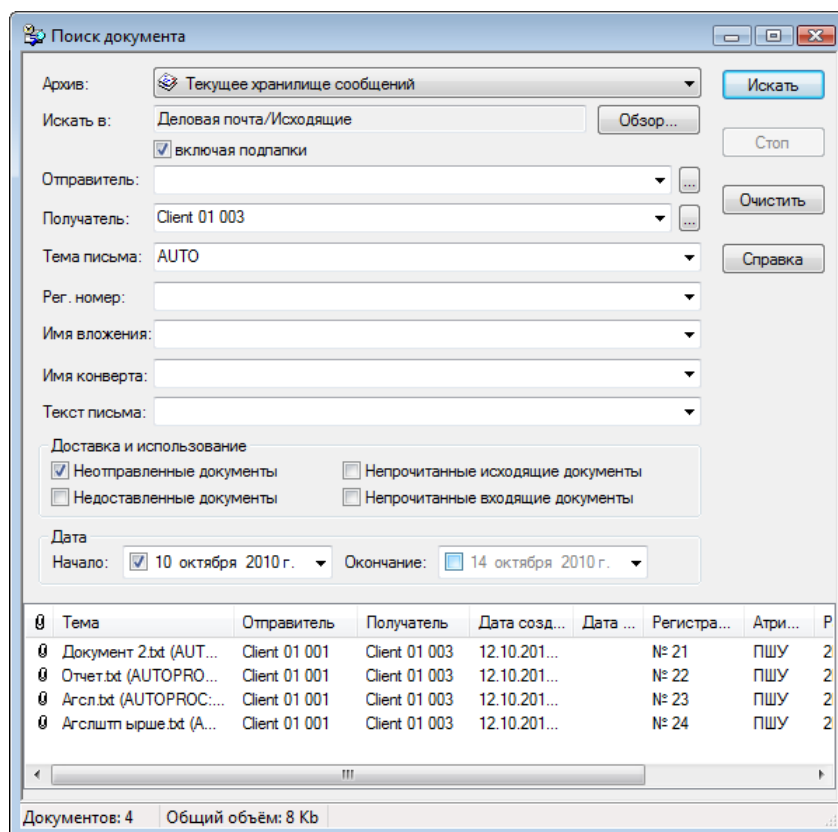 Поиск документа
Архив: Текущее хранилище сообщений Искать
Искать в: Деловая почта/Исходящие Обзор...
включая подпапки Стоп
Отправитель: ...
Очистить
Получатель: Client 01 003 ...
Тема письма: AUTO Справка
Рег. номер:
Имя вложения:
Имя конверта:
Текст письма:
Доставка и использование
Неотправленные документы Непрочитанные исходящие документы
Недоставленные документы Непрочитанные входящие документы
Дата
Начало: 10 октября 2010 г. Окончание: 14 октября 2010 г.
Тема Отправитель Получатель Дата созд... Дата ... Регистра... Атри... Р
Документ 2.txt (AUT... Client 01 001 Client 01 003 12.10.201... № 21 ПШУ 2
Отчет.txt (AUTOPRO... Client 01 001 Client 01 003 12.10.201... № 22 ПШУ 2
Агсл.txt (AUTOPROC:... Client 01 001 Client 01 003 12.10.201... № 23 ПШУ 2
Агслштп ырше.txt (A... Client 01 001 Client 01 003 12.10.201... № 24 ПШУ 2
Документов: 4 Общий объём: 8 Kb